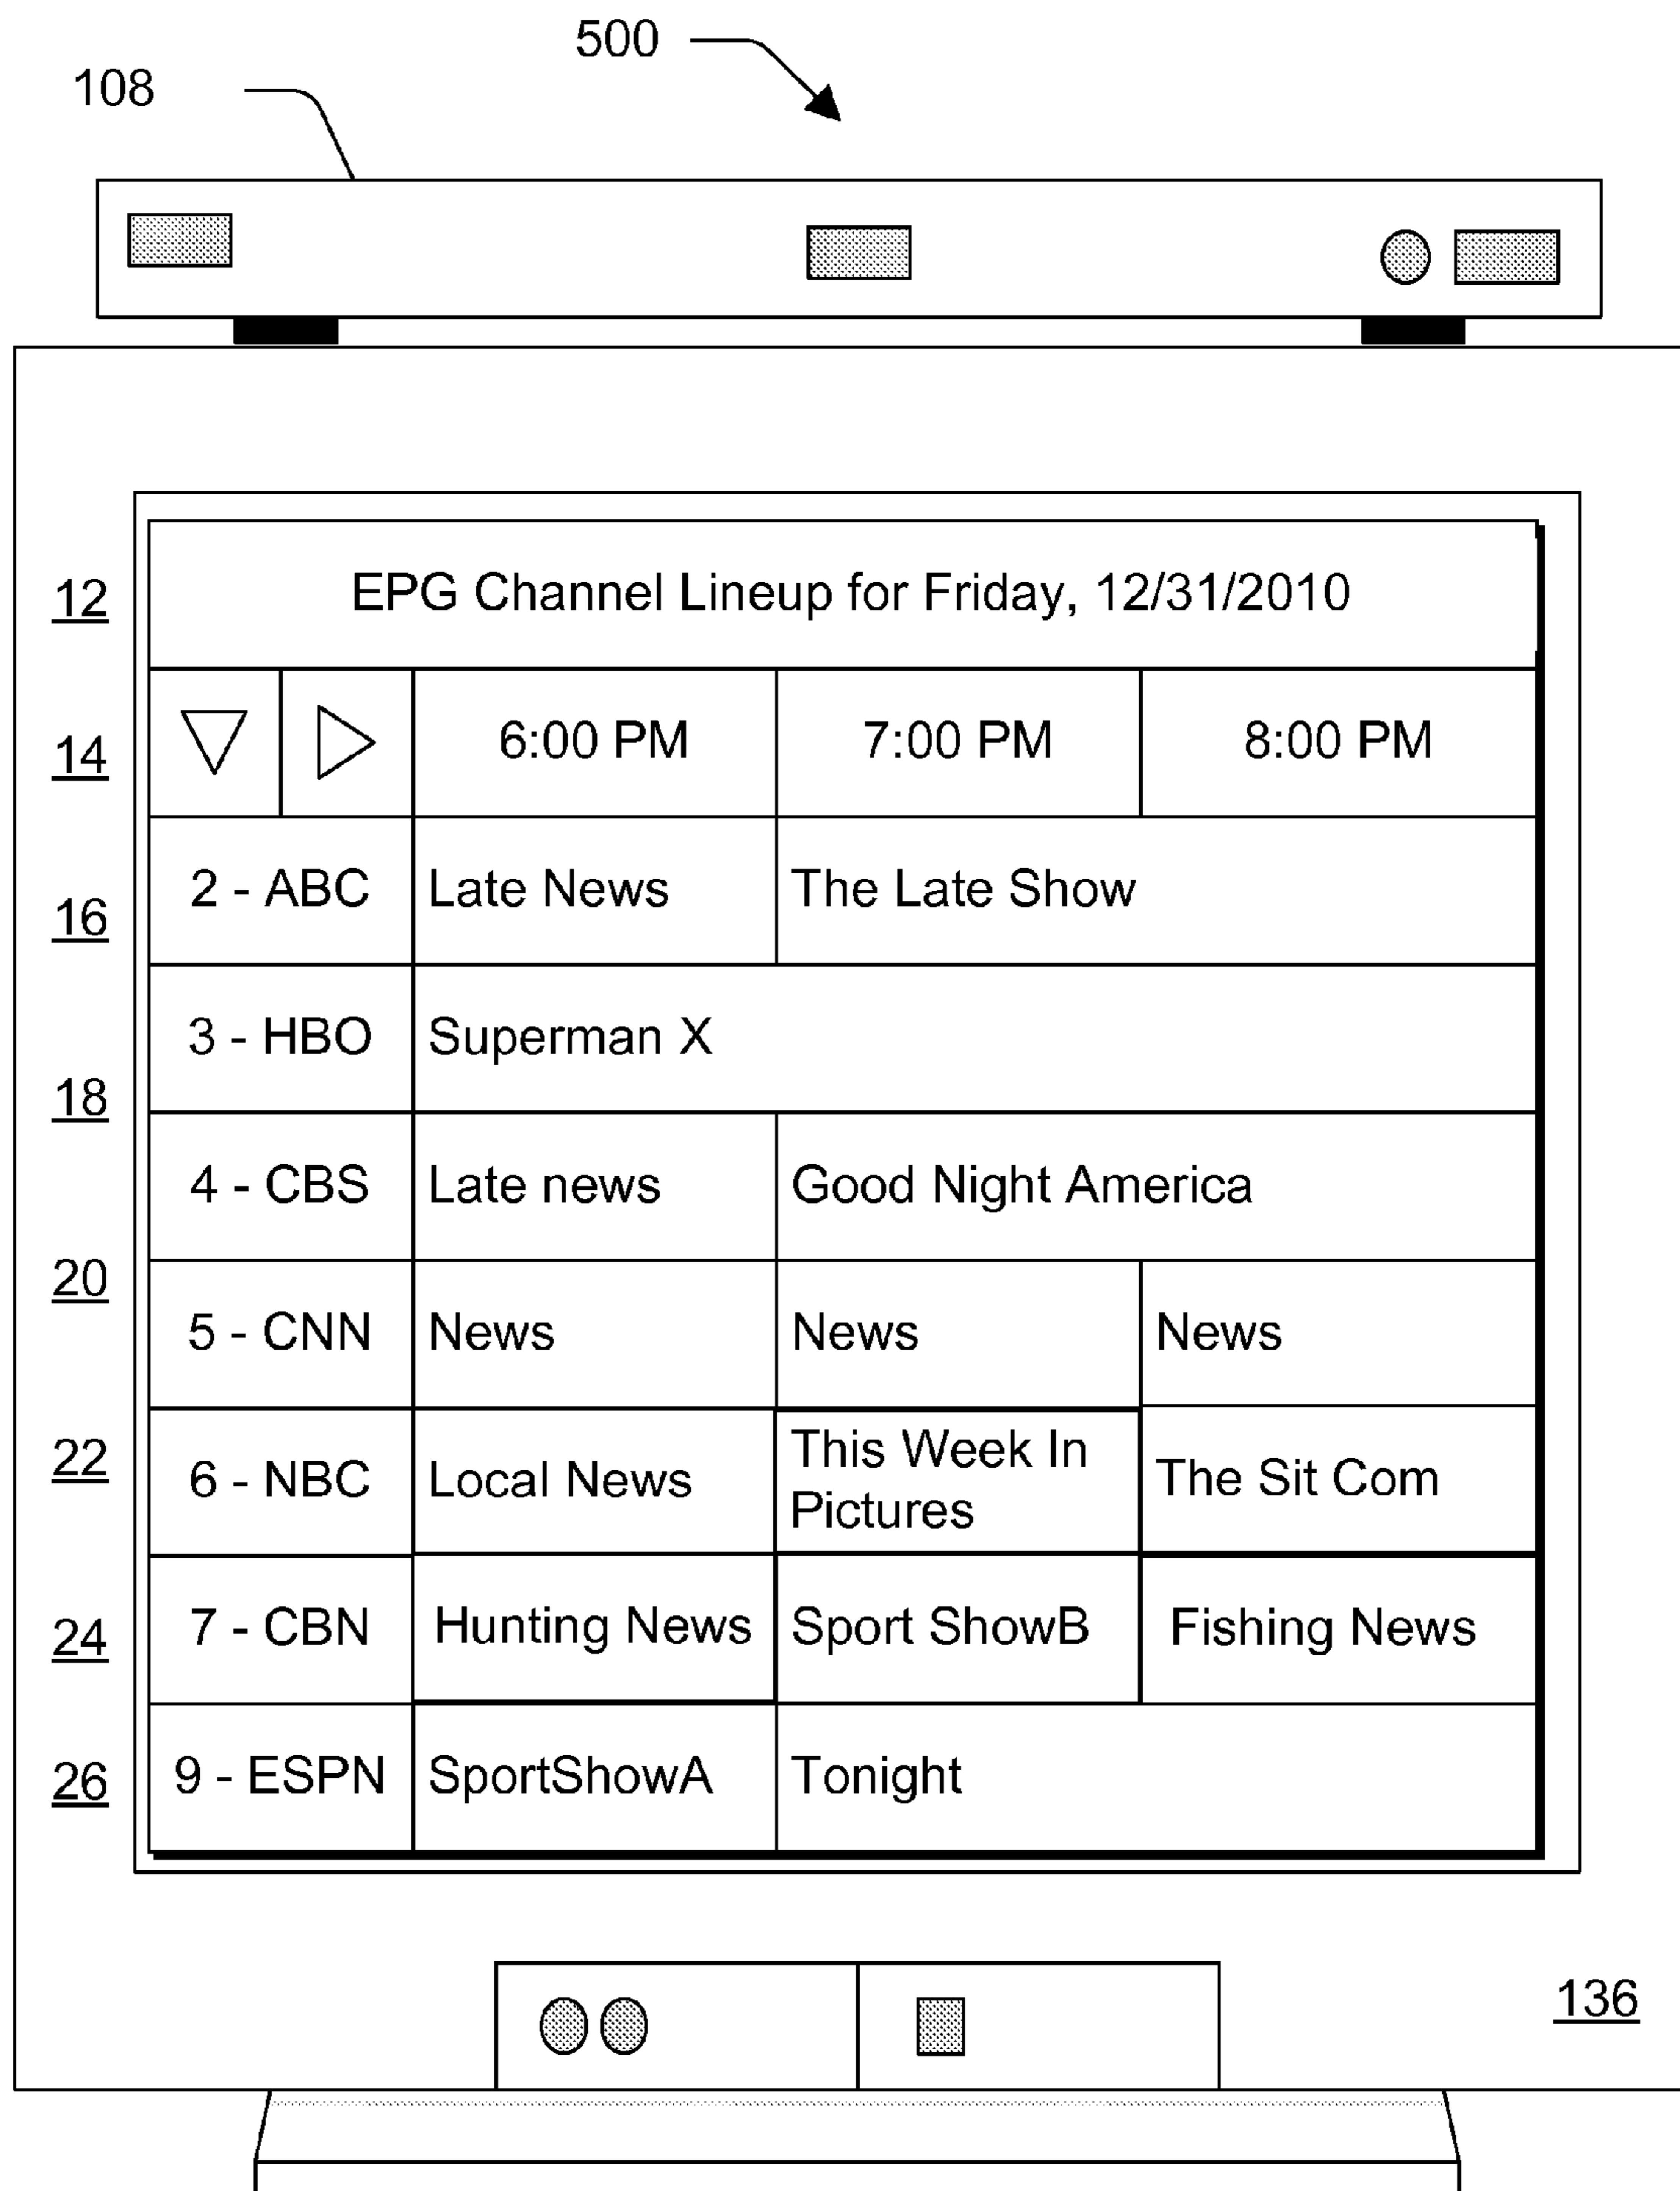 500
108
12
EPG Channel Lineup for Friday, 12/31/2010
14
6:00 PM
7:00 PM
8:00 PM
16
2 - ABC
Late News
The Late Show
3 - HBO
Superman X
18
4 - CBS
Late news
Good Night America
20
5 - CNN
News
News
News
22
6 - NBC
Local News
This Week In
Pictures
The Sit Com
24
7 - CBN
Hunting News
Sport ShowB
Fishing News
26
9 - ESPN
SportShowA
Tonight
136